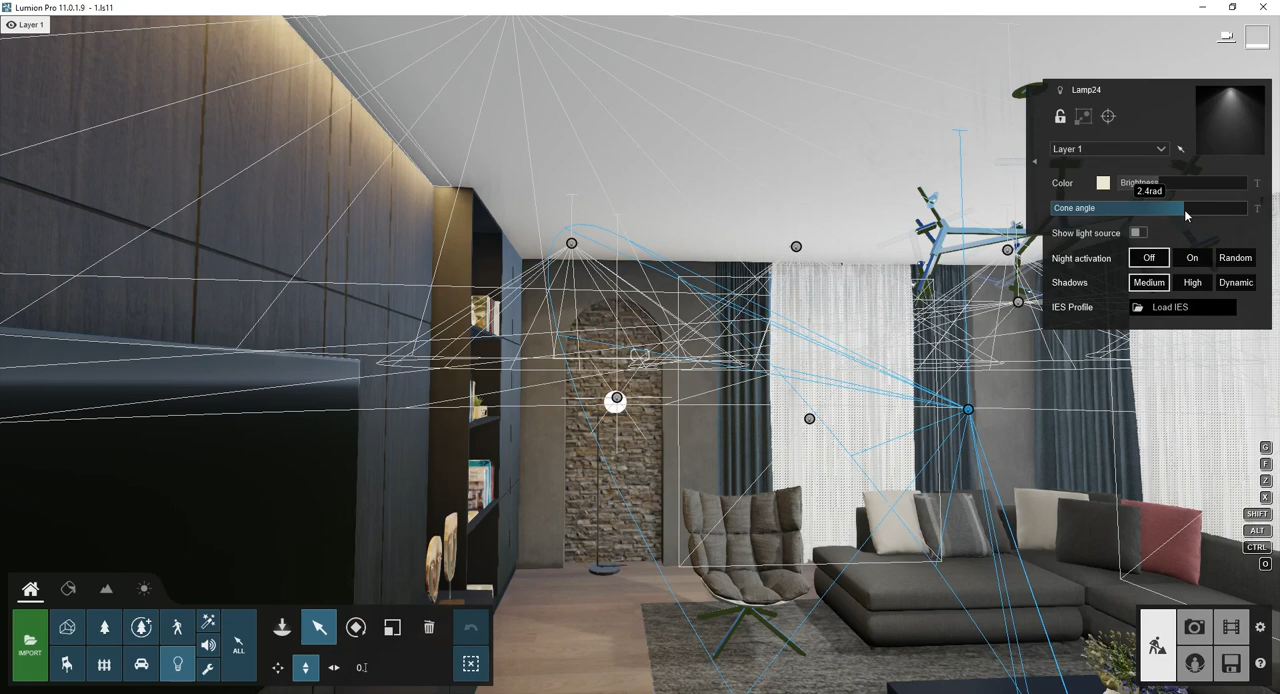 Lumion Pro 11.0.1.9 - 1.ls11
Layer 1
Lamp24
Layer 1
Color
Brightness
T
2.4rad
Cone angle
T
Show light source
Night activation
Off
On
Random
Shadows
Medium
High
Dynamic
IES Profile
Load IES
G
F
Z
X
SHIFT
ALT
CTRL
O
IMPORT
ALL